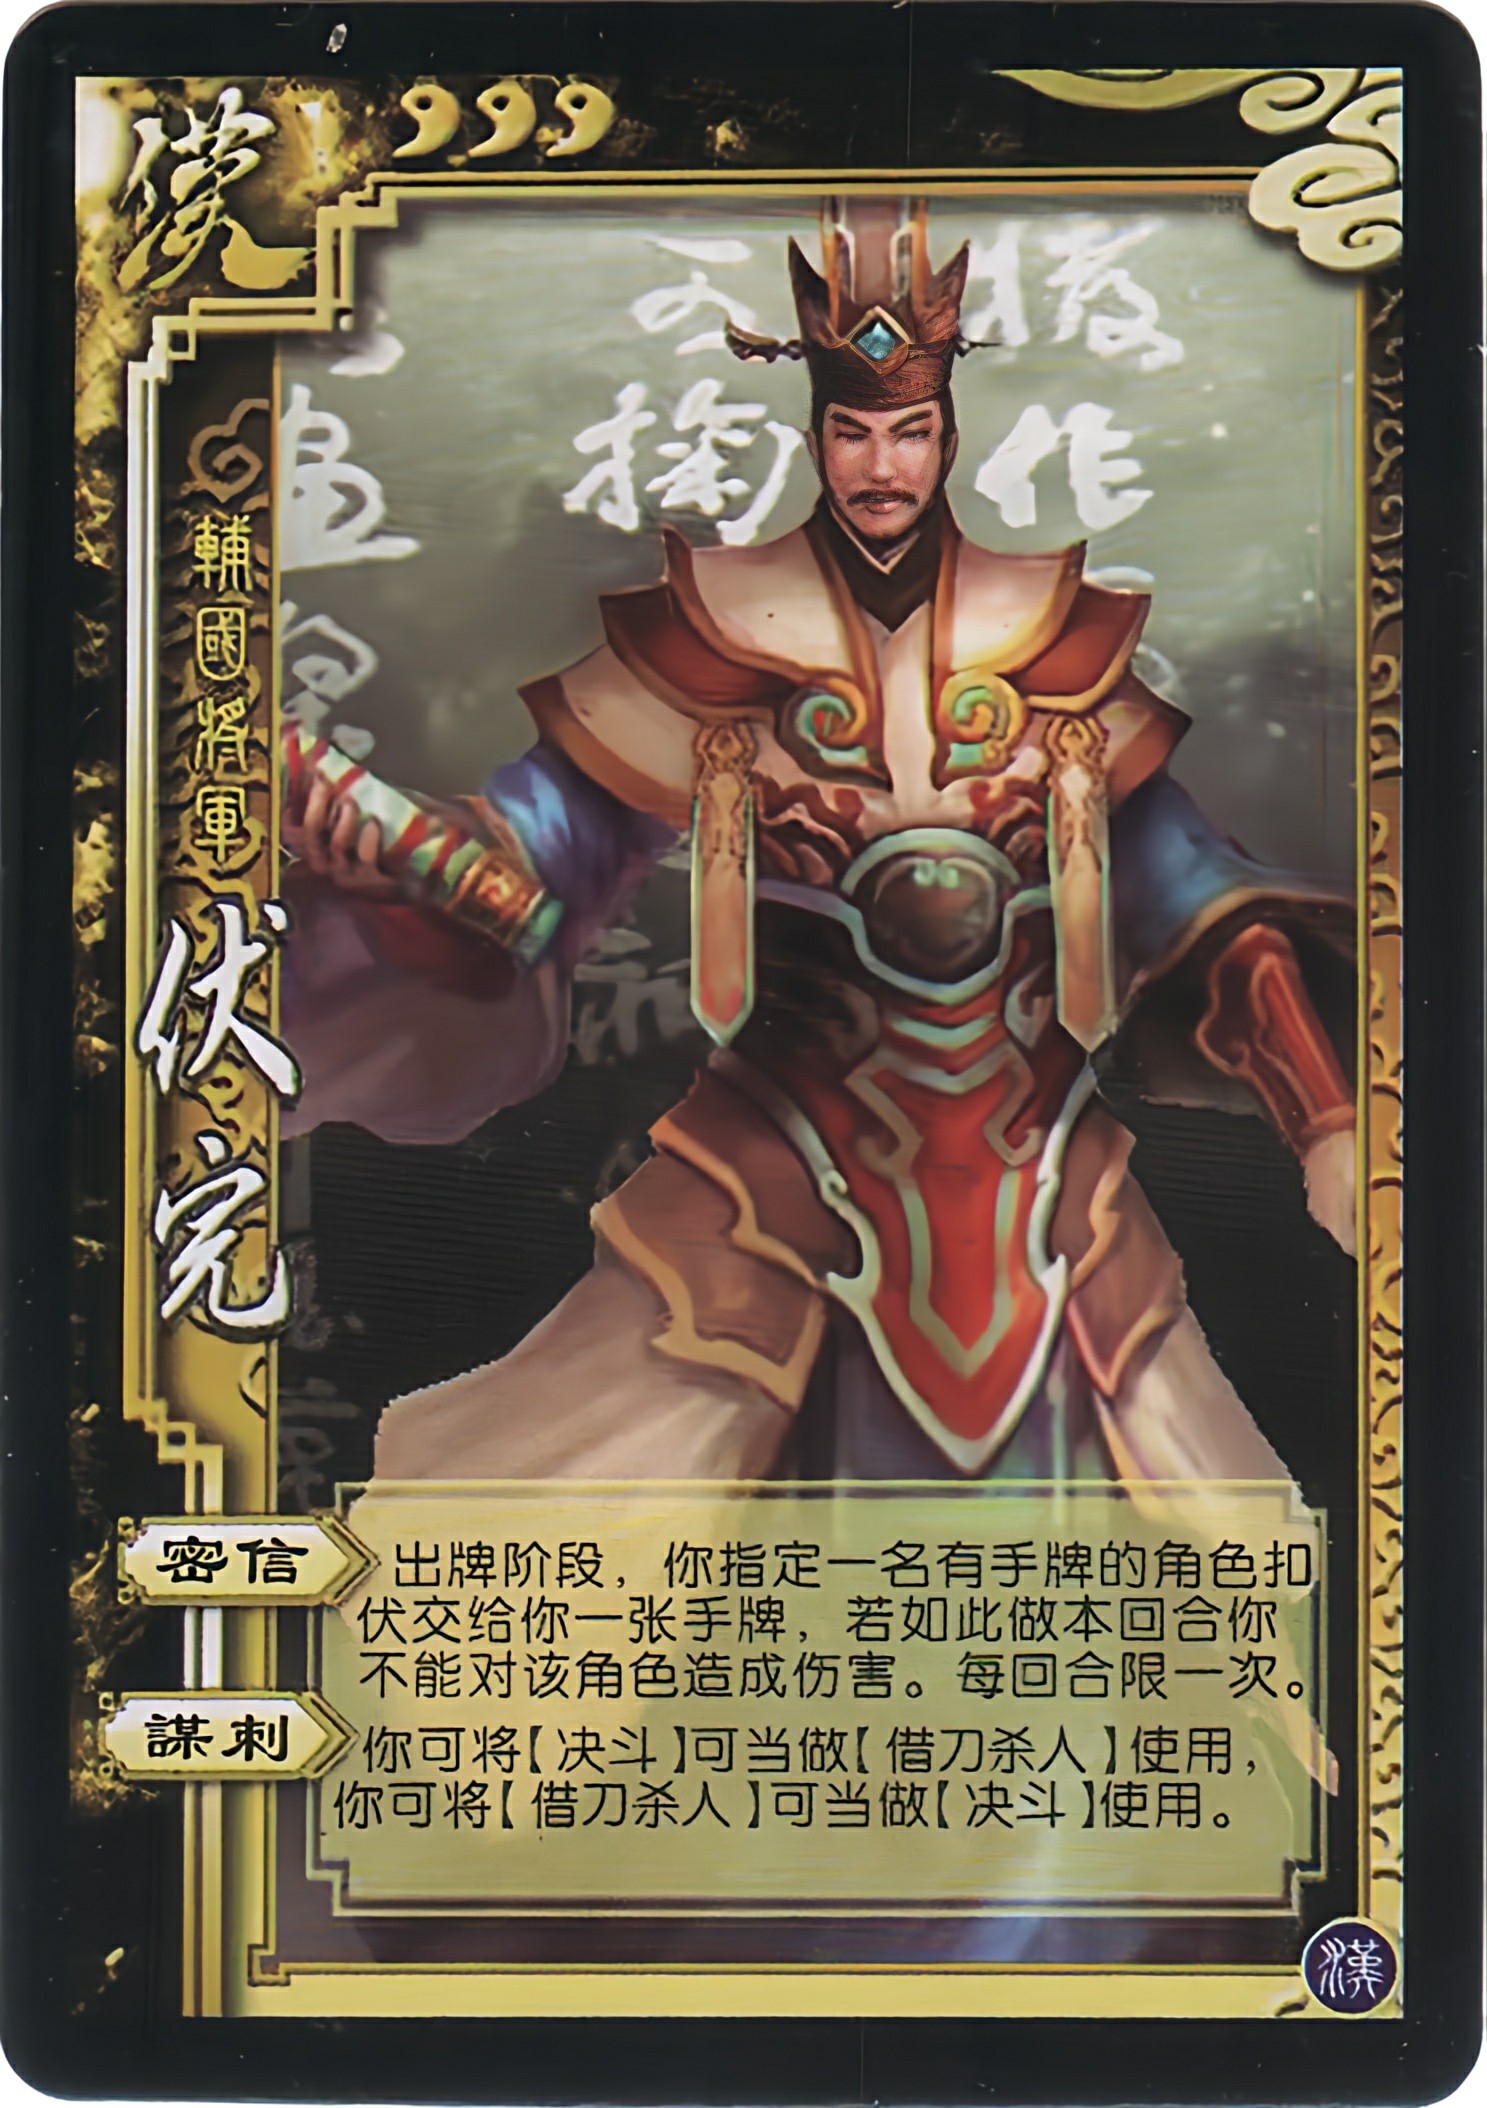 漢
輔國將軍
伏完
掬
作
密信
出牌阶段，你指定一名有手牌的角色扣
伏交给你一张手牌，若如此做本回合你
不能对该角色造成伤害。每回合限一次。
謀刺
你可将【决斗】可当做【借刀杀人】使用，
你可将【借刀杀人】可当做【决斗】使用。
漢